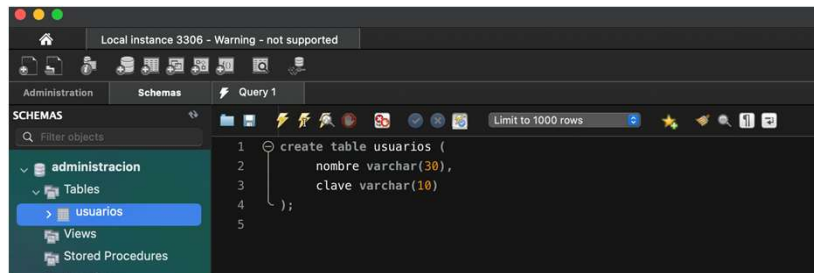 Local instance 3306 - Warning - not supported
Administration Schemas Query 1
SCHEMAS
Filter objects
Limit to 1000 rows
administracion
Tables
usuarios
Views
Stored Procedures
1 create table usuarios (
2 nombre varchar(30),
3 clave varchar(10)
4 );
5